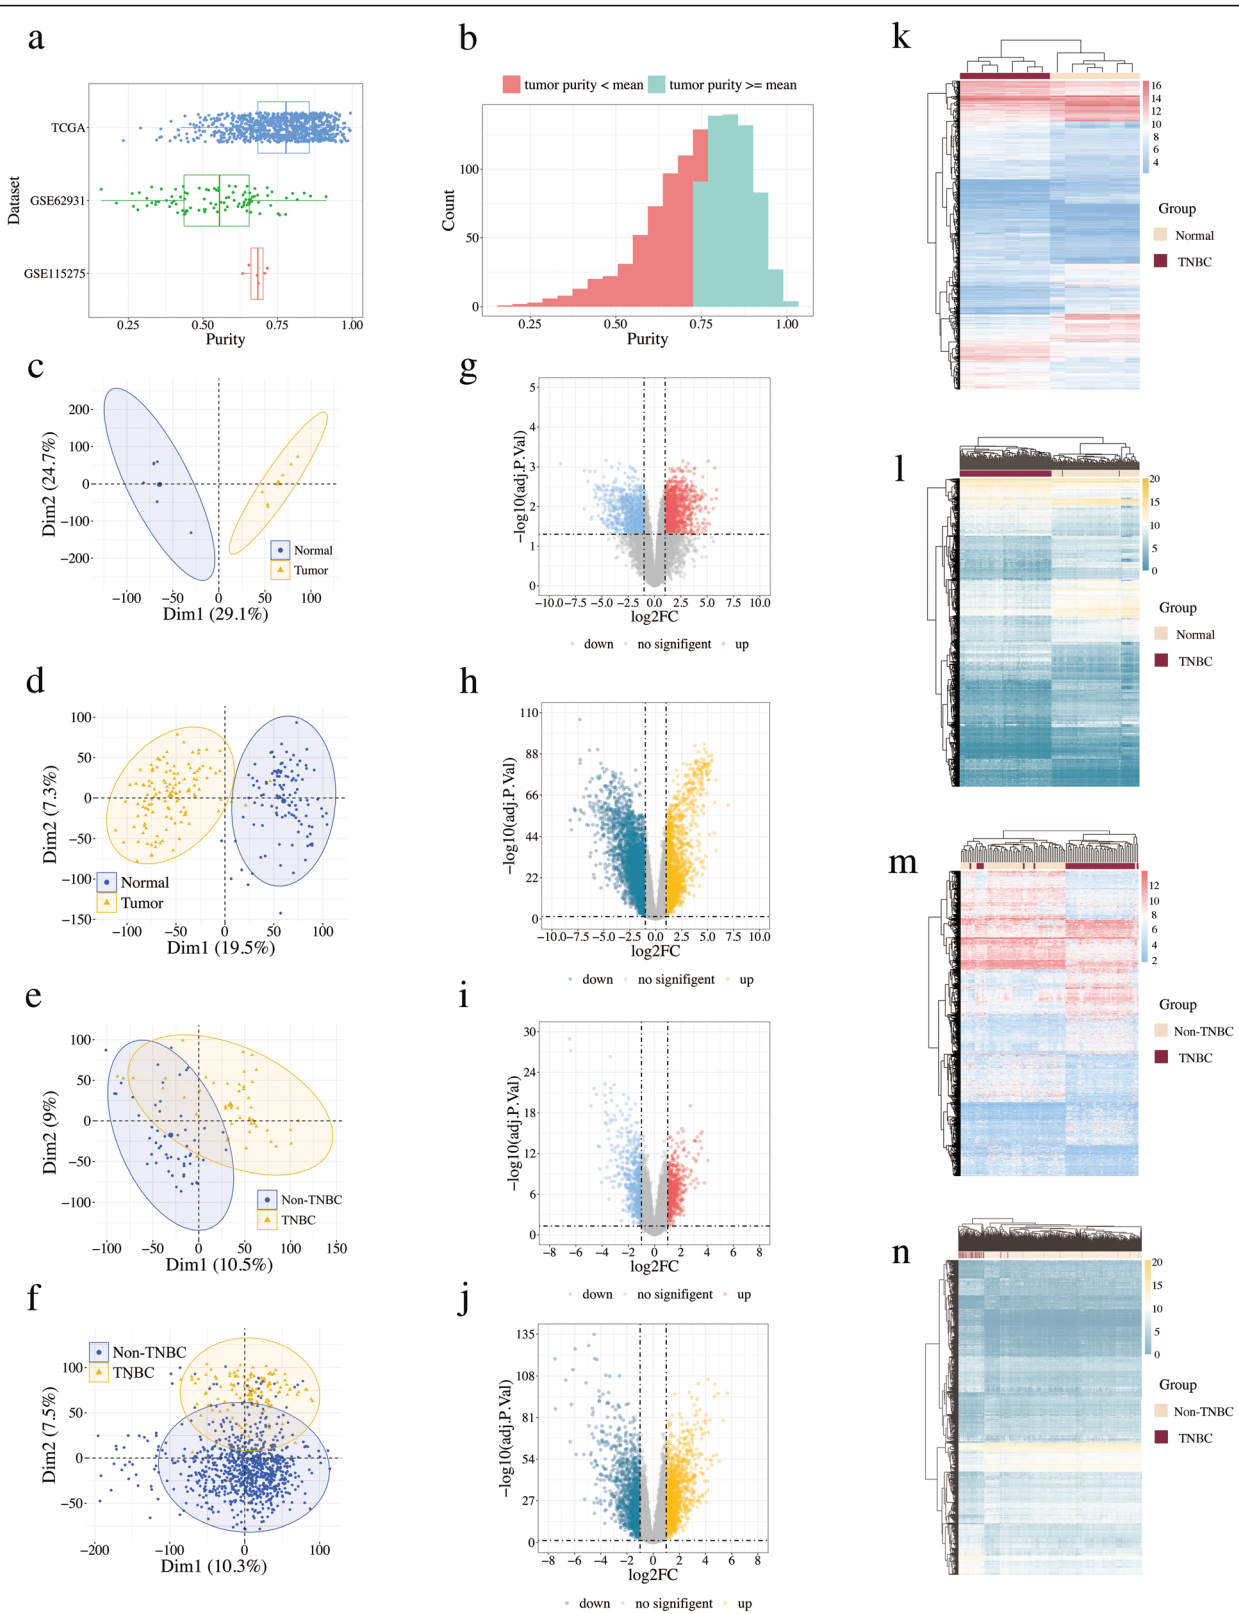 a
Dataset
TCGA
GSE62931
GSE115275
0.25 0.50 0.75 1.00
Purity
b
tumor purity < mean tumor purity >= mean
Count
100
50
0
0.25 0.50 0.75 1.00
Purity
c
Dim2 (24.7%)
200
100
0
−100
−200
Normal
Tumor
−100 −50 0 50 100
Dim1 (29.1%)
d
Dim2 (7.3%)
100
50
0
−50
−100
−150
Normal
Tumor
−100 −50 0 50 100
Dim1 (19.5%)
e
Dim2 (9%)
100
50
0
−50
−100
Non-TNBC
TNBC
−100 −50 0 50 100 150
Dim1 (10.5%)
f
Dim2 (7.5%)
Non-TNBC
TNBC
100
50
0
−50
−200 −100 0 100
Dim1 (10.3%)
g
−log10(adj.P.Val)
5
4
3
2
1
0
−10.0 −7.5 −5.0 −2.5 0.0 2.5 5.0 7.5 10.0
log2FC
down no signifigent up
h
−log10(adj.P.Val)
110
88
66
44
22
0
−10.0 −7.5 −5.0 −2.5 0.0 2.5 5.0 7.5 10.0
log2FC
down no signifigent up
i
−log10(adj.P.Val)
30
24
18
12
6
0
−8 −6 −4 −2 0 2 4 6 8
log2FC
down no signifigent up
j
−log10(adj.P.Val)
135
108
81
54
27
0
−8 −6 −4 −2 0 2 4 6 8
log2FC
down no signifigent up
k
16
14
12
10
8
6
4
Group
Normal
TNBC
l
20
15
10
5
0
Group
Normal
TNBC
m
12
10
8
6
4
2
Group
Non-TNBC
TNBC
n
20
15
10
5
0
Group
Non-TNBC
TNBC